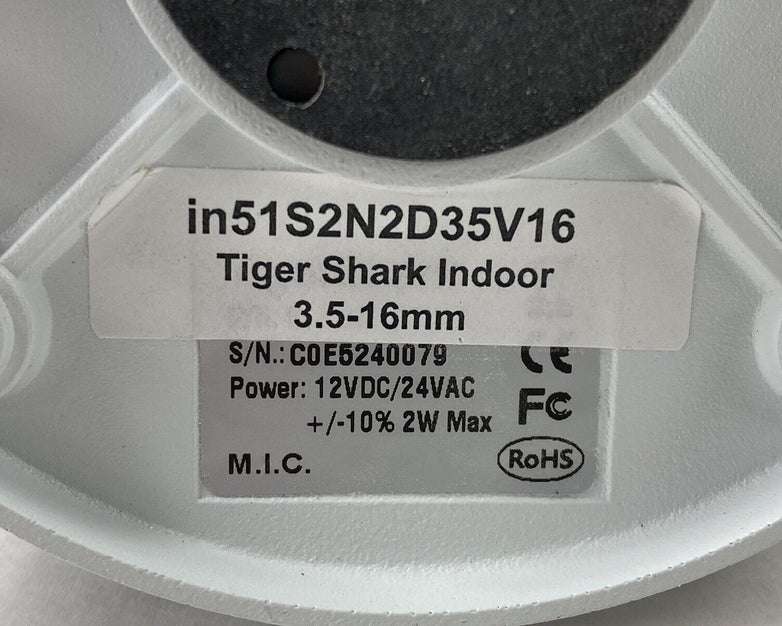 in51S2N2D35V16
Tiger Shark Indoor
3.5-16mm
S/N.: C0E5240079
Power: 12VDC/24VAC
+/-10% 2W Max
M.I.C.
CE
FC
RoHS